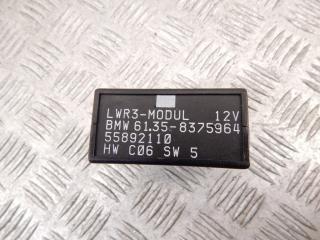 LWR3-MODUL 12V
BMW 61.35-8375964
55892110
HW C06 SW 5